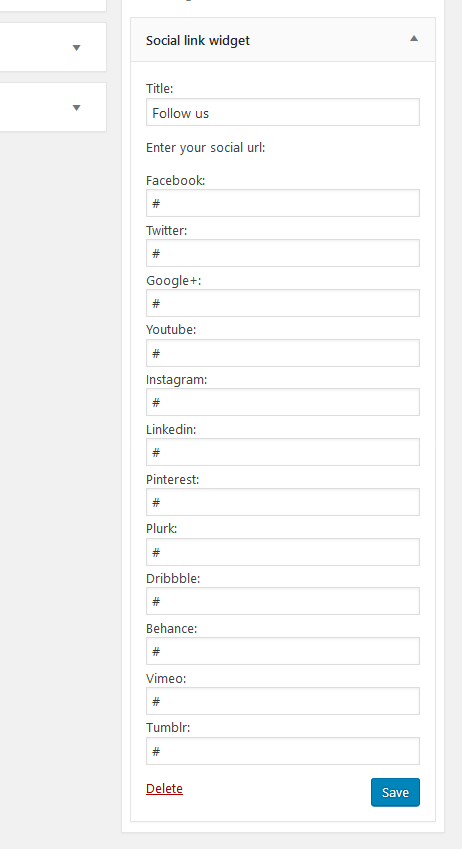 Social link widget
Title:
Follow us
Enter your social url:
Facebook:
#
Twitter:
#
Google+:
#
Youtube:
#
Instagram:
#
Linkedin:
#
Pinterest:
#
Plurk:
#
Dribbble:
#
Behance:
#
Vimeo:
#
Tumblr:
#
Delete Save